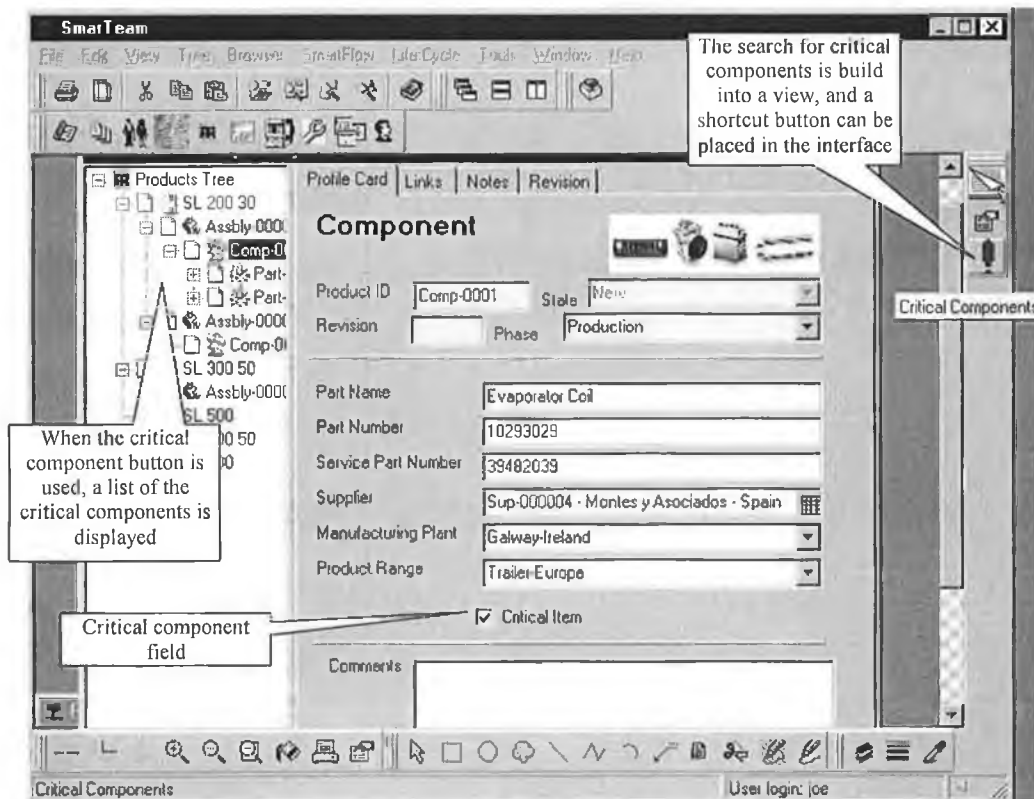 SmarTeam
File Edit View Tree Browser SmartFlow LifeCycle Tools Window Help
The search for critical
components is build
into a view, and a
shortcut button can be
placed in the interface
Products Tree
SL 200 30
Assbly-000
Comp-0
Part-
Part-
Assbly-000
Comp-0
SL 300 50
Assbly-000
SL 500
00 50
00
When the critical
component button is
used, a list of the
critical components is
displayed
Profile Card Links Notes Revision
Component
Product ID Comp-0001 State New
Revision Phase Production
Part Name Evaporator Coil
Part Number 10293029
Service Part Number 39482039
Supplier Sup-000004 - Montes y Asociados - Spain
Manufacturing Plant Galway-Ireland
Product Range Trailer-Europe
Critical Item
Critical component
field
Comments
Critical Components
Critical Components
User login: joe